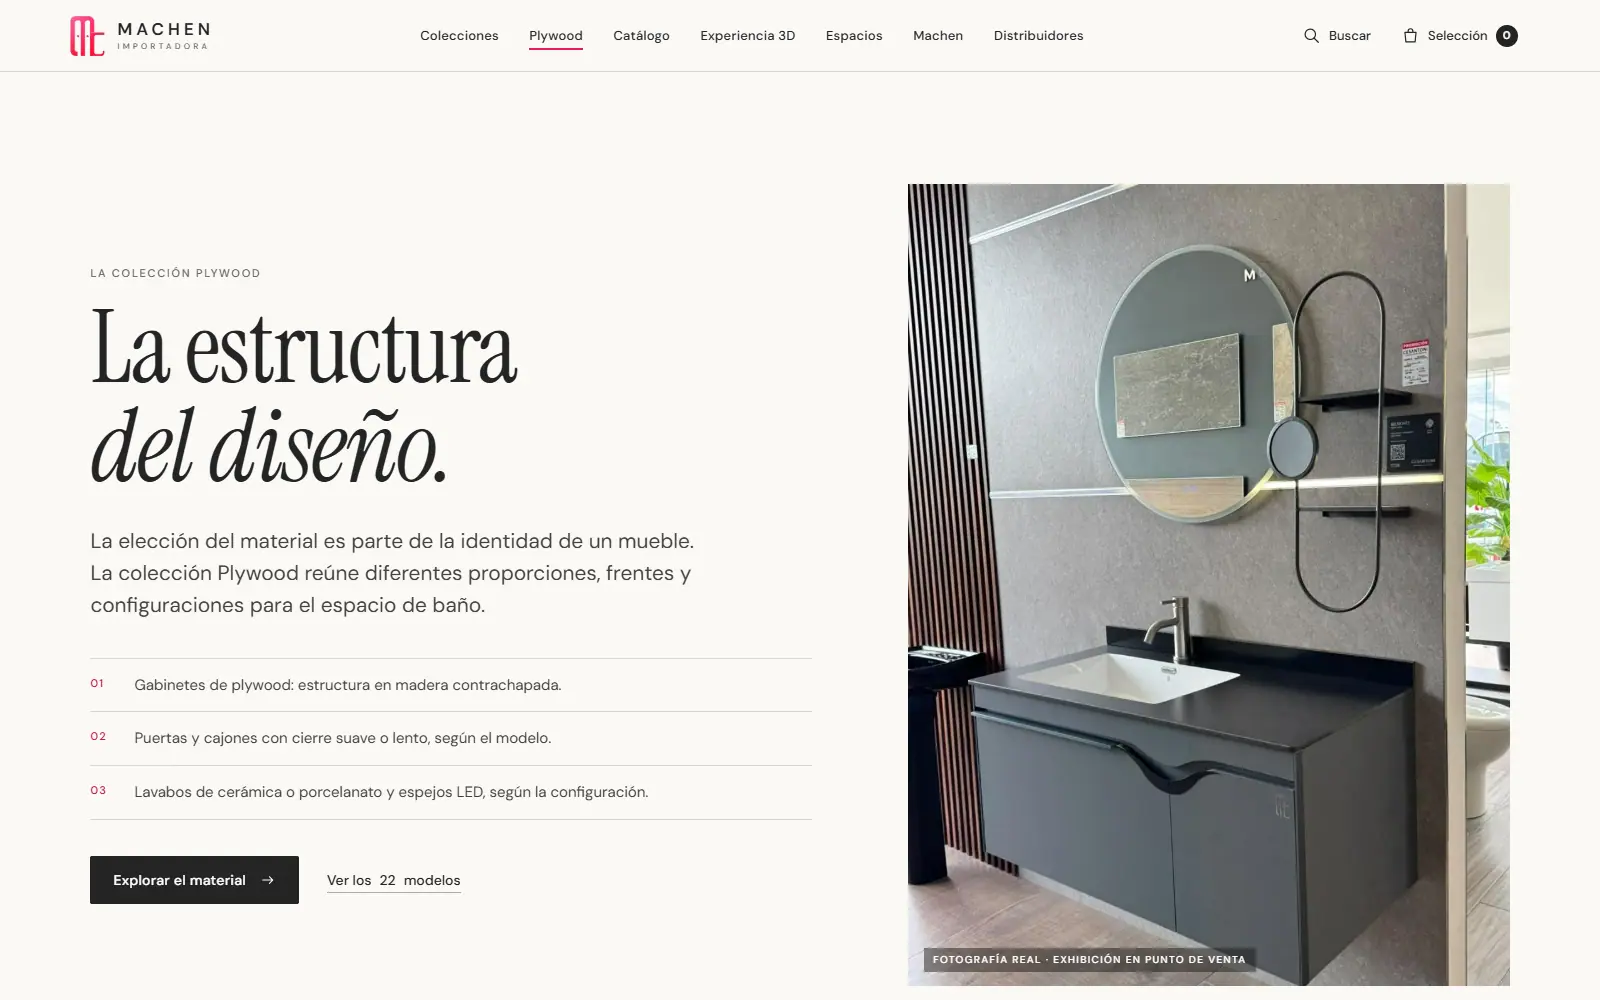 MACHEN
IMPORTADORA
Colecciones
Plywood
Catálogo
Experiencia 3D
Espacios
Machen
Distribuidores
Buscar
Selección 0
LA COLECCIÓN PLYWOOD
La estructura
del diseño.
La elección del material es parte de la identidad de un mueble.
La colección Plywood reúne diferentes proporciones, frentes y
configuraciones para el espacio de baño.
01 Gabinetes de plywood: estructura en madera contrachapada.
02 Puertas y cajones con cierre suave o lento, según el modelo.
03 Lavabos de cerámica o porcelanato y espejos LED, según la configuración.
Explorar el material →
Ver los 22 modelos
M
FOTOGRAFÍA REAL · EXHIBICIÓN EN PUNTO DE VENTA